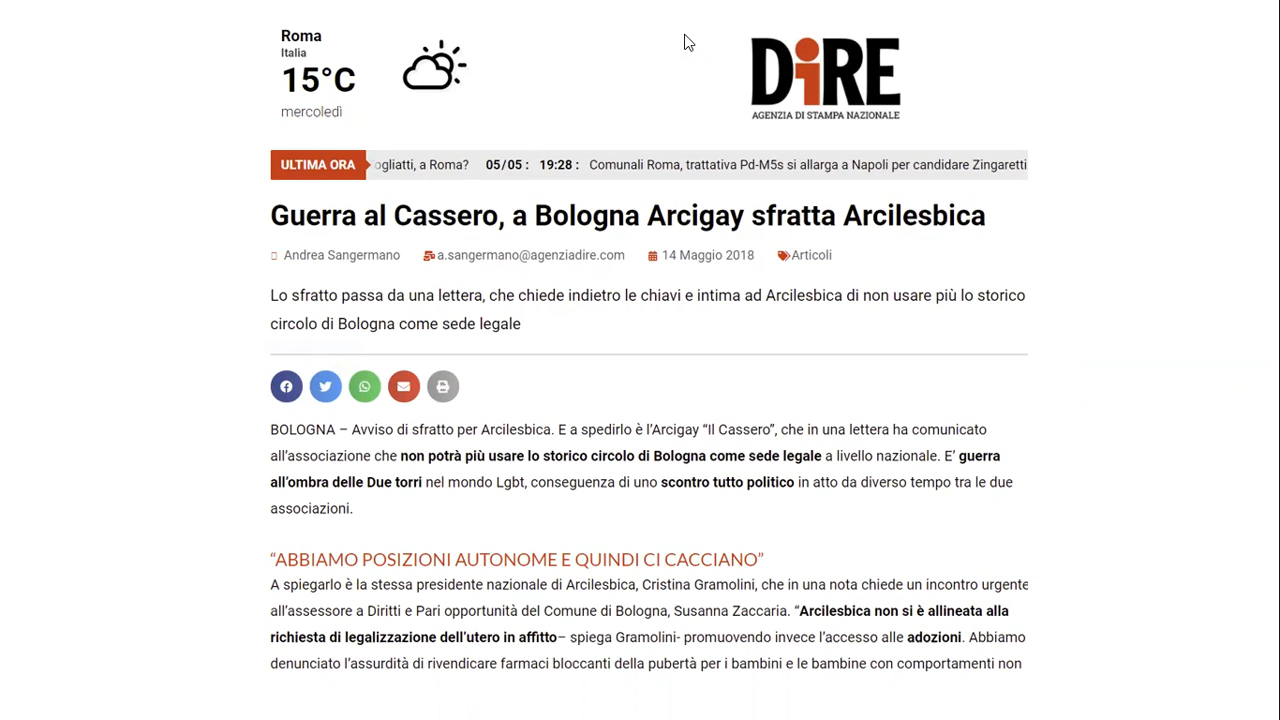 Roma
Italia
15°C
mercoledì
DiRE
AGENZIA DI STAMPA NAZIONALE
ULTIMA ORA
ogliatti, a Roma? 05/05 : 19:28 : Comunali Roma, trattativa Pd-M5s si allarga a Napoli per candidare Zingaretti
Guerra al Cassero, a Bologna Arcigay sfratta Arcilesbica
Andrea Sangermano a.sangermano@agenziadire.com 14 Maggio 2018 Articoli
Lo sfratto passa da una lettera, che chiede indietro le chiavi e intima ad Arcilesbica di non usare più lo storico
circolo di Bologna come sede legale
BOLOGNA – Avviso di sfratto per Arcilesbica. E a spedirlo è l’Arcigay “Il Cassero”, che in una lettera ha comunicato
all’associazione che non potrà più usare lo storico circolo di Bologna come sede legale a livello nazionale. E’ guerra
all’ombra delle Due torri nel mondo Lgbt, conseguenza di uno scontro tutto politico in atto da diverso tempo tra le due
associazioni.
“ABBIAMO POSIZIONI AUTONOME E QUINDI CI CACCIANO”
A spiegarlo è la stessa presidente nazionale di Arcilesbica, Cristina Gramolini, che in una nota chiede un incontro urgente
all’assessore a Diritti e Pari opportunità del Comune di Bologna, Susanna Zaccaria. “Arcilesbica non si è allineata alla
richiesta di legalizzazione dell’utero in affitto– spiega Gramolini- promuovendo invece l’accesso alle adozioni. Abbiamo
denunciato l’assurdità di rivendicare farmaci bloccanti della pubertà per i bambini e le bambine con comportamenti non